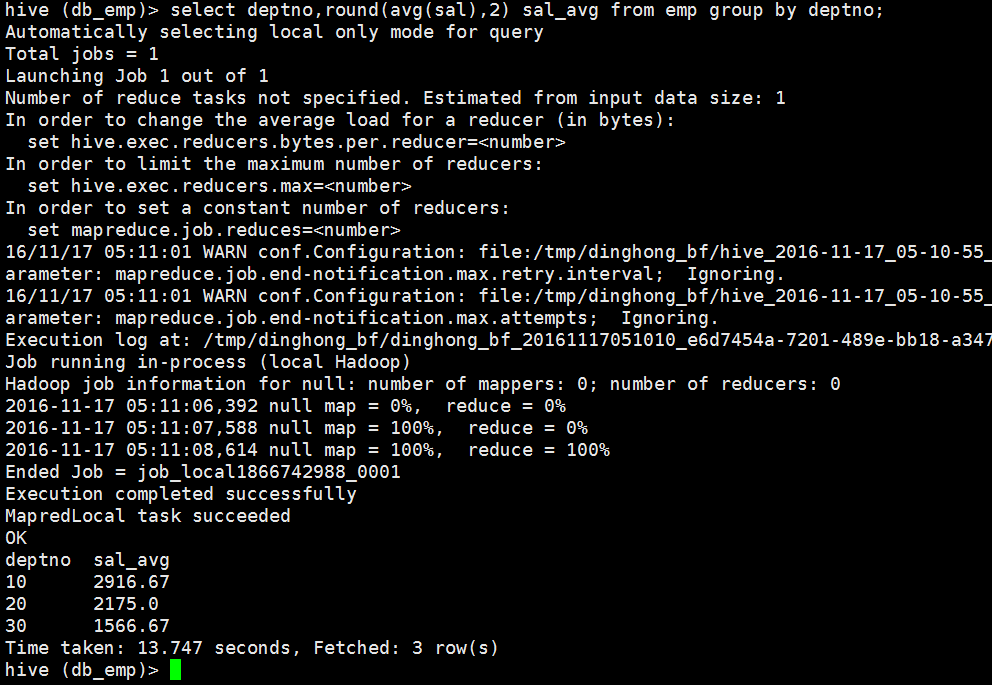 hive (db_emp)> select deptno,round(avg(sal),2) sal_avg from emp group by deptno;
Automatically selecting local only mode for query
Total jobs = 1
Launching Job 1 out of 1
Number of reduce tasks not specified. Estimated from input data size: 1
In order to change the average load for a reducer (in bytes):
  set hive.exec.reducers.bytes.per.reducer=<number>
In order to limit the maximum number of reducers:
  set hive.exec.reducers.max=<number>
In order to set a constant number of reducers:
  set mapreduce.job.reduces=<number>
16/11/17 05:11:01 WARN conf.Configuration: file:/tmp/dinghong_bf/hive_2016-11-17_05-10-55_
arameter: mapreduce.job.end-notification.max.retry.interval;  Ignoring.
16/11/17 05:11:01 WARN conf.Configuration: file:/tmp/dinghong_bf/hive_2016-11-17_05-10-55_
arameter: mapreduce.job.end-notification.max.attempts;  Ignoring.
Execution log at: /tmp/dinghong_bf/dinghong_bf_20161117051010_e6d7454a-7201-489e-bb18-a347
Job running in-process (local Hadoop)
Hadoop job information for null: number of mappers: 0; number of reducers: 0
2016-11-17 05:11:06,392 null map = 0%,  reduce = 0%
2016-11-17 05:11:07,588 null map = 100%,  reduce = 0%
2016-11-17 05:11:08,614 null map = 100%,  reduce = 100%
Ended Job = job_local1866742988_0001
Execution completed successfully
MapredLocal task succeeded
OK
deptno  sal_avg
10      2916.67
20      2175.0
30      1566.67
Time taken: 13.747 seconds, Fetched: 3 row(s)
hive (db_emp)>